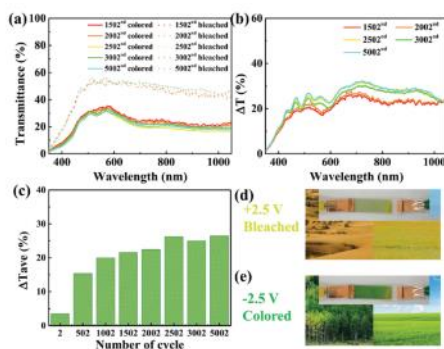 (a)
1502nd colored 1502nd bleached
2002nd colored 2002nd bleached
2502nd colored 2502nd bleached
3002nd colored 3002nd bleached
5002nd colored 5002nd bleached
Transmittance (%)
100
80
60
40
20
0
400 600 800 1000
Wavelength (nm)
(b)
1502nd 2002nd
2502nd 3002nd
5002nd
ΔT (%)
60
40
20
0
400 600 800 1000
Wavelength (nm)
(c)
ΔTave (%)
40
30
20
10
0
2 502 1002 1502 2002 2502 3002 5002
Number of cycle
(d)
+2.5 V
Bleached
(e)
-2.5 V
Colored